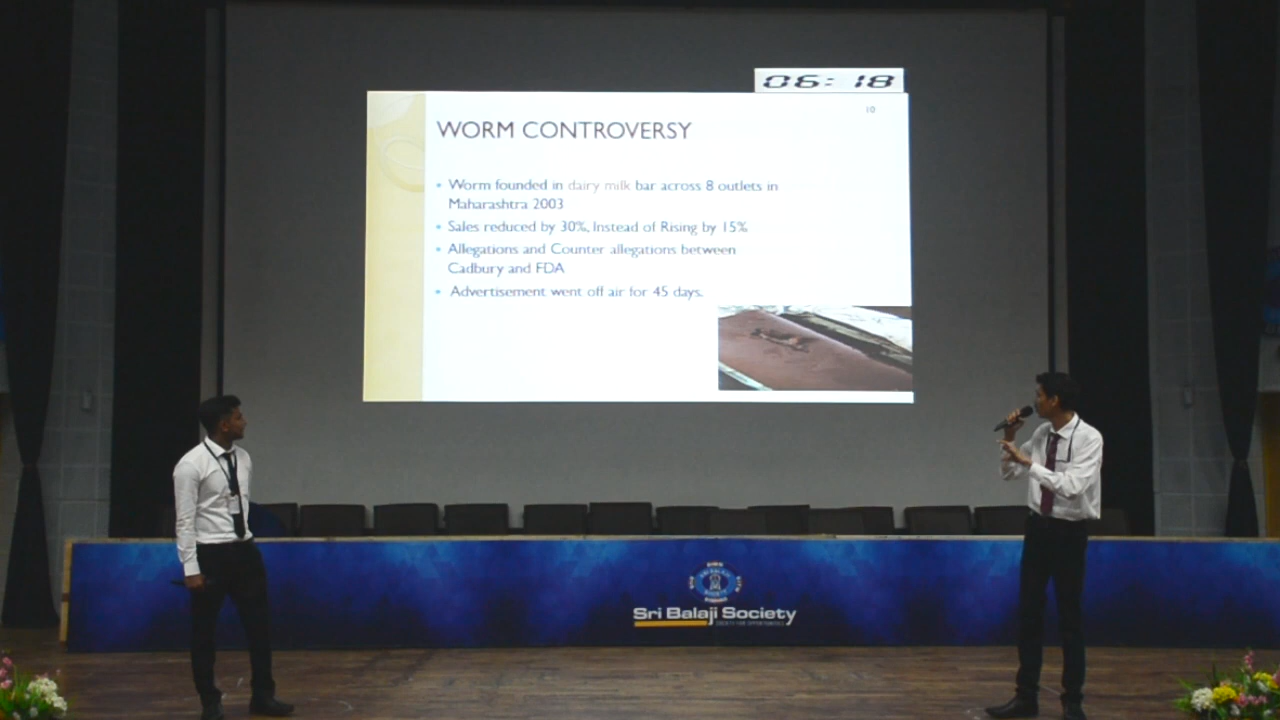 06: 18
10
WORM CONTROVERSY
• Worm founded in dairy milk bar across 8 outlets in
Maharashtra 2003
• Sales reduced by 30%, Instead of Rising by 15%
• Allegations and Counter allegations between
Cadbury and FDA
• Advertisement went off air for 45 days.
Sri Balaji Society